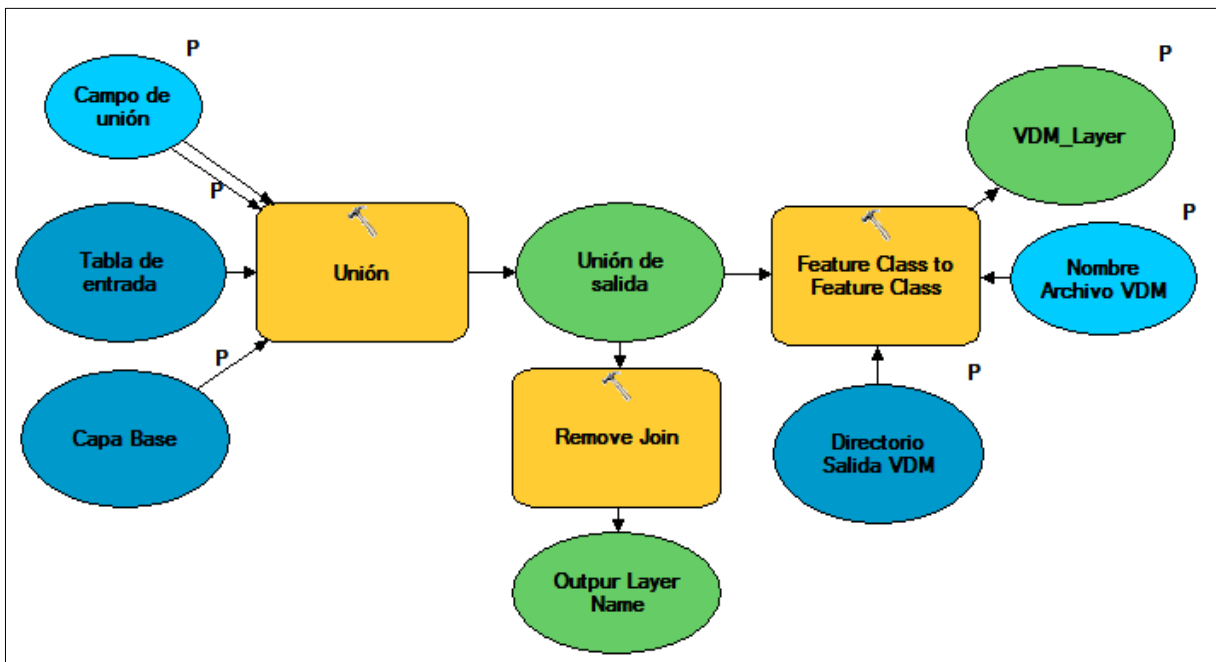 P
Campo de
unión
P
Tabla de
entrada
Unión
P
Capa Base
Unión de
salida
Remove Join
Outpur Layer
Name
Feature Class to
Feature Class
P
VDM_Layer
P
Nombre
Archivo VDM
P
Directorio
Salida VDM